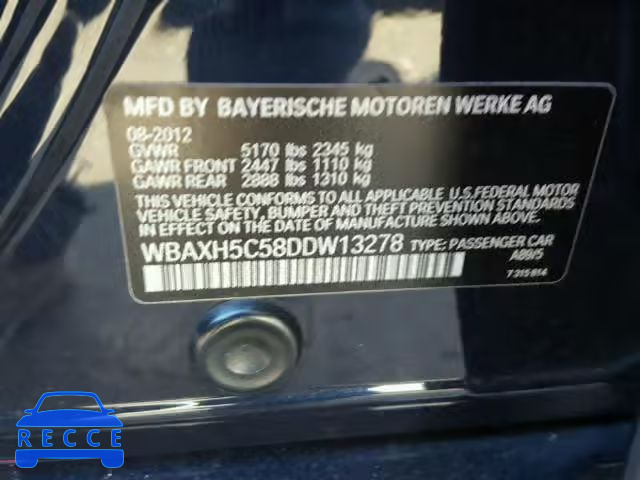 MFD BY BAYERISCHE MOTOREN WERKE AG
08-2012
GVWR 5170 lbs 2345 kg
GAWR FRONT 2447 lbs 1110 kg
GAWR REAR 2888 lbs 1310 kg
THIS VEHICLE CONFORMS TO ALL APPLICABLE U.S.FEDERAL MOTOR
VEHICLE SAFETY, BUMPER AND THEFT PREVENTION STANDARDS
IN EFFECT ON THE DATE OF MANUFACTURE SHOWN ABOVE.
WBAXH5C58DDW13278 TYPE: PASSENGER CAR
A89/5
7 315 614
RECCE